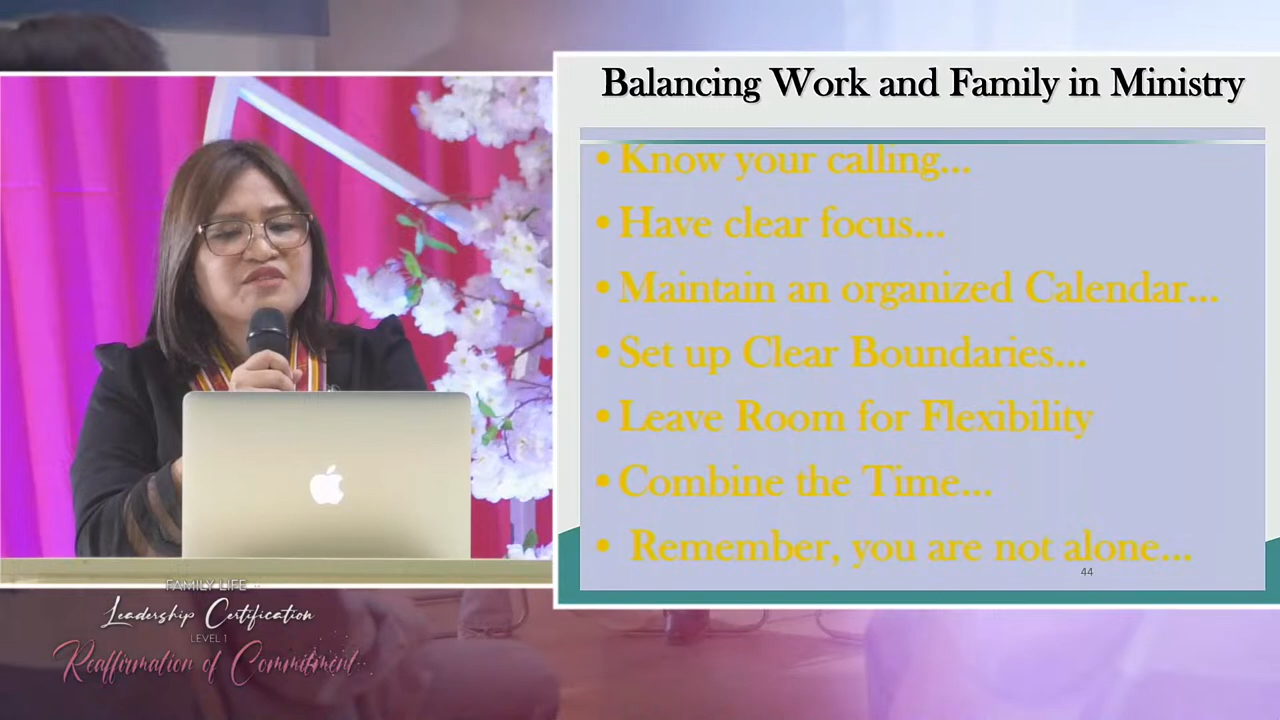 Balancing Work and Family in Ministry
• Know your calling...
• Have clear focus...
• Maintain an organized Calendar...
• Set up Clear Boundaries...
• Leave Room for Flexibility
• Combine the Time...
• Remember, you are not alone...
44
FAMILY LIFE
Leadership Certification
LEVEL 1
Reaffirmation of Commitment